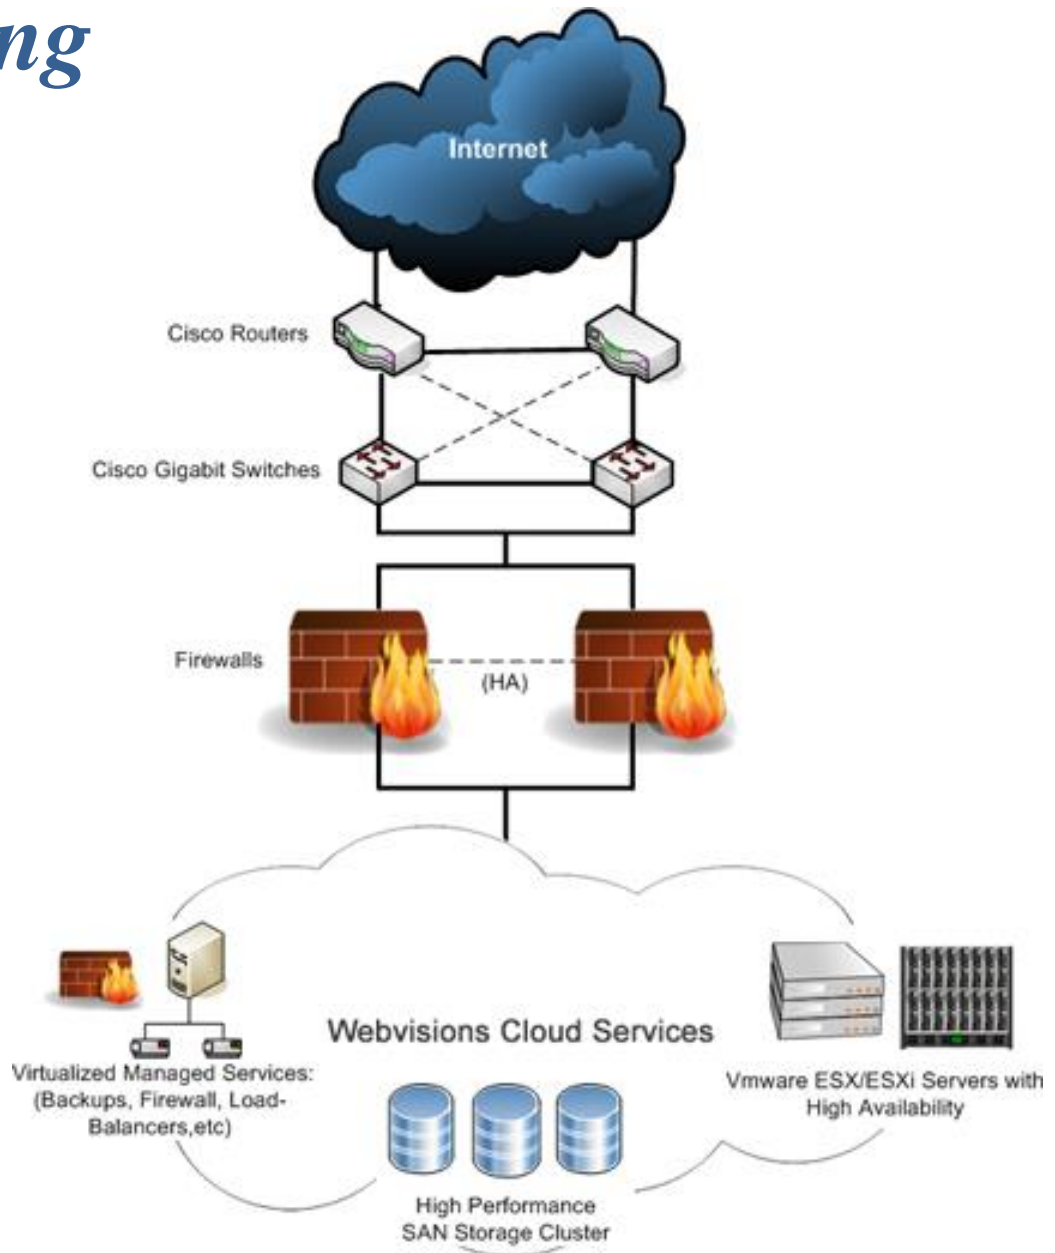 ng
Internet
Cisco Routers
Cisco Gigabit Switches
Firewalls
(HA)
Webvisions Cloud Services
Virtualized Managed Services:
(Backups, Firewall, Load-
Balancers,etc)
Vmware ESX/ESXi Servers with
High Availability
High Performance
SAN Storage Cluster